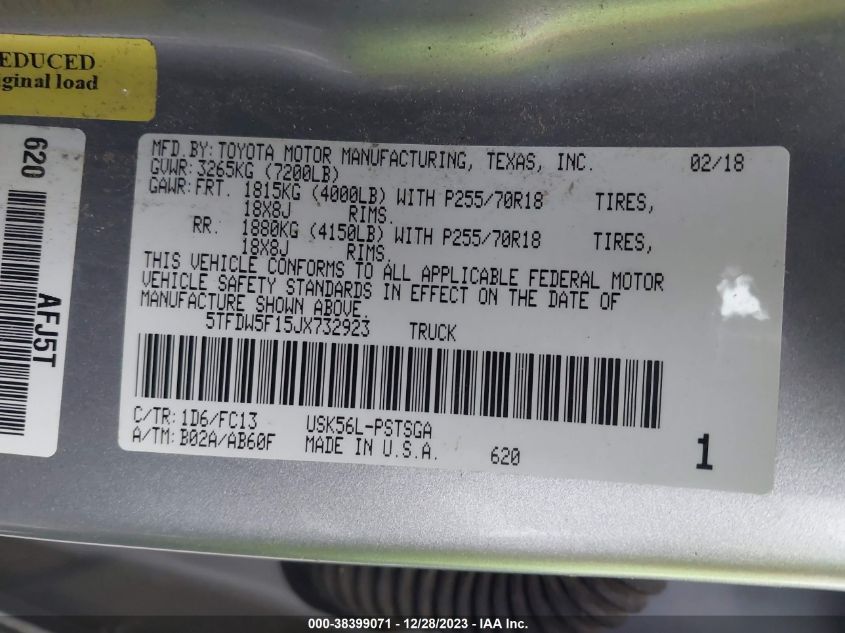 EDUCED
iginal load
620
AFJ5T
MFD.BY:TOYOTA MOTOR MANUFACTURING, TEXAS, INC. 02/18
GVWR:3265KG (7200LB)
GAWR:FRT. 1815KG (4000LB) WITH P255/70R18 TIRES,
18X8J RIMS.
RR. 1880KG (4150LB) WITH P255/70R18 TIRES,
18X8J RIMS.
THIS VEHICLE CONFORMS TO ALL APPLICABLE FEDERAL MOTOR
VEHICLE SAFETY STANDARDS IN EFFECT ON THE DATE OF
MANUFACTURE SHOWN ABOVE.
5TFDW5F15JX732923 TRUCK
C/TR:1D6/FC13 USK56L-PSTSGA
A/TM:B02A/AB60F MADE IN U.S.A. 620
1
000-38399071 - 12/28/2023 - IAA Inc.